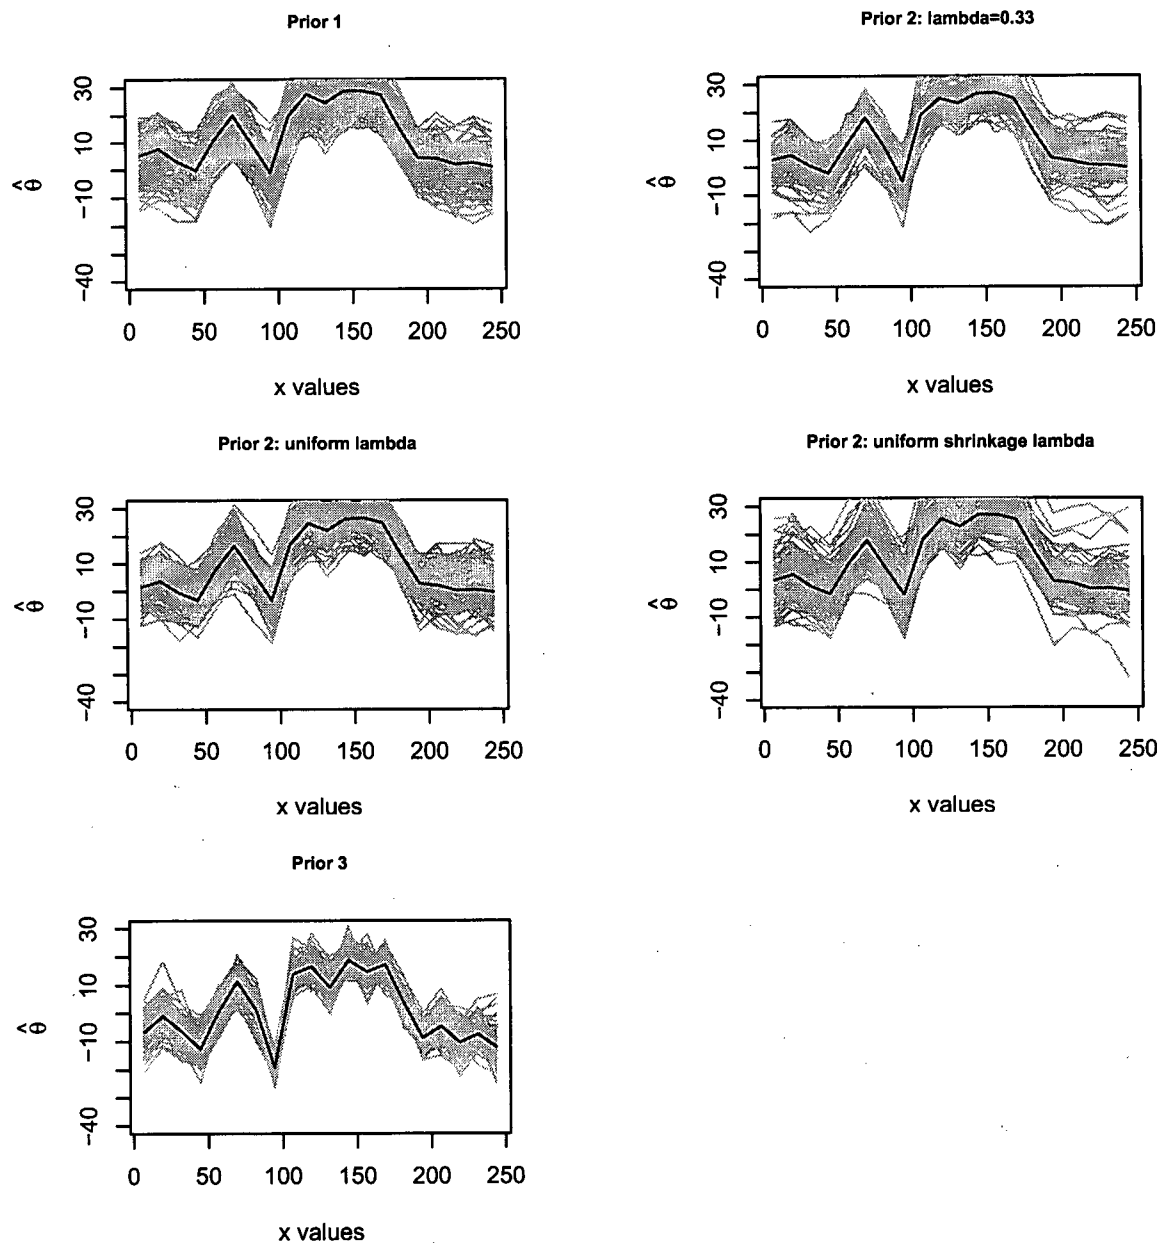 Prior 1
30
10
-10
-40
θ̂
0 50 100 150 200 250
x values
Prior 2: lambda=0.33
30
10
-10
-40
θ̂
0 50 100 150 200 250
x values
Prior 2: uniform lambda
30
10
-10
-40
θ̂
0 50 100 150 200 250
x values
Prior 2: uniform shrinkage lambda
30
10
-10
-40
θ̂
0 50 100 150 200 250
x values
Prior 3
30
10
-10
-40
θ̂
0 50 100 150 200 250
x values